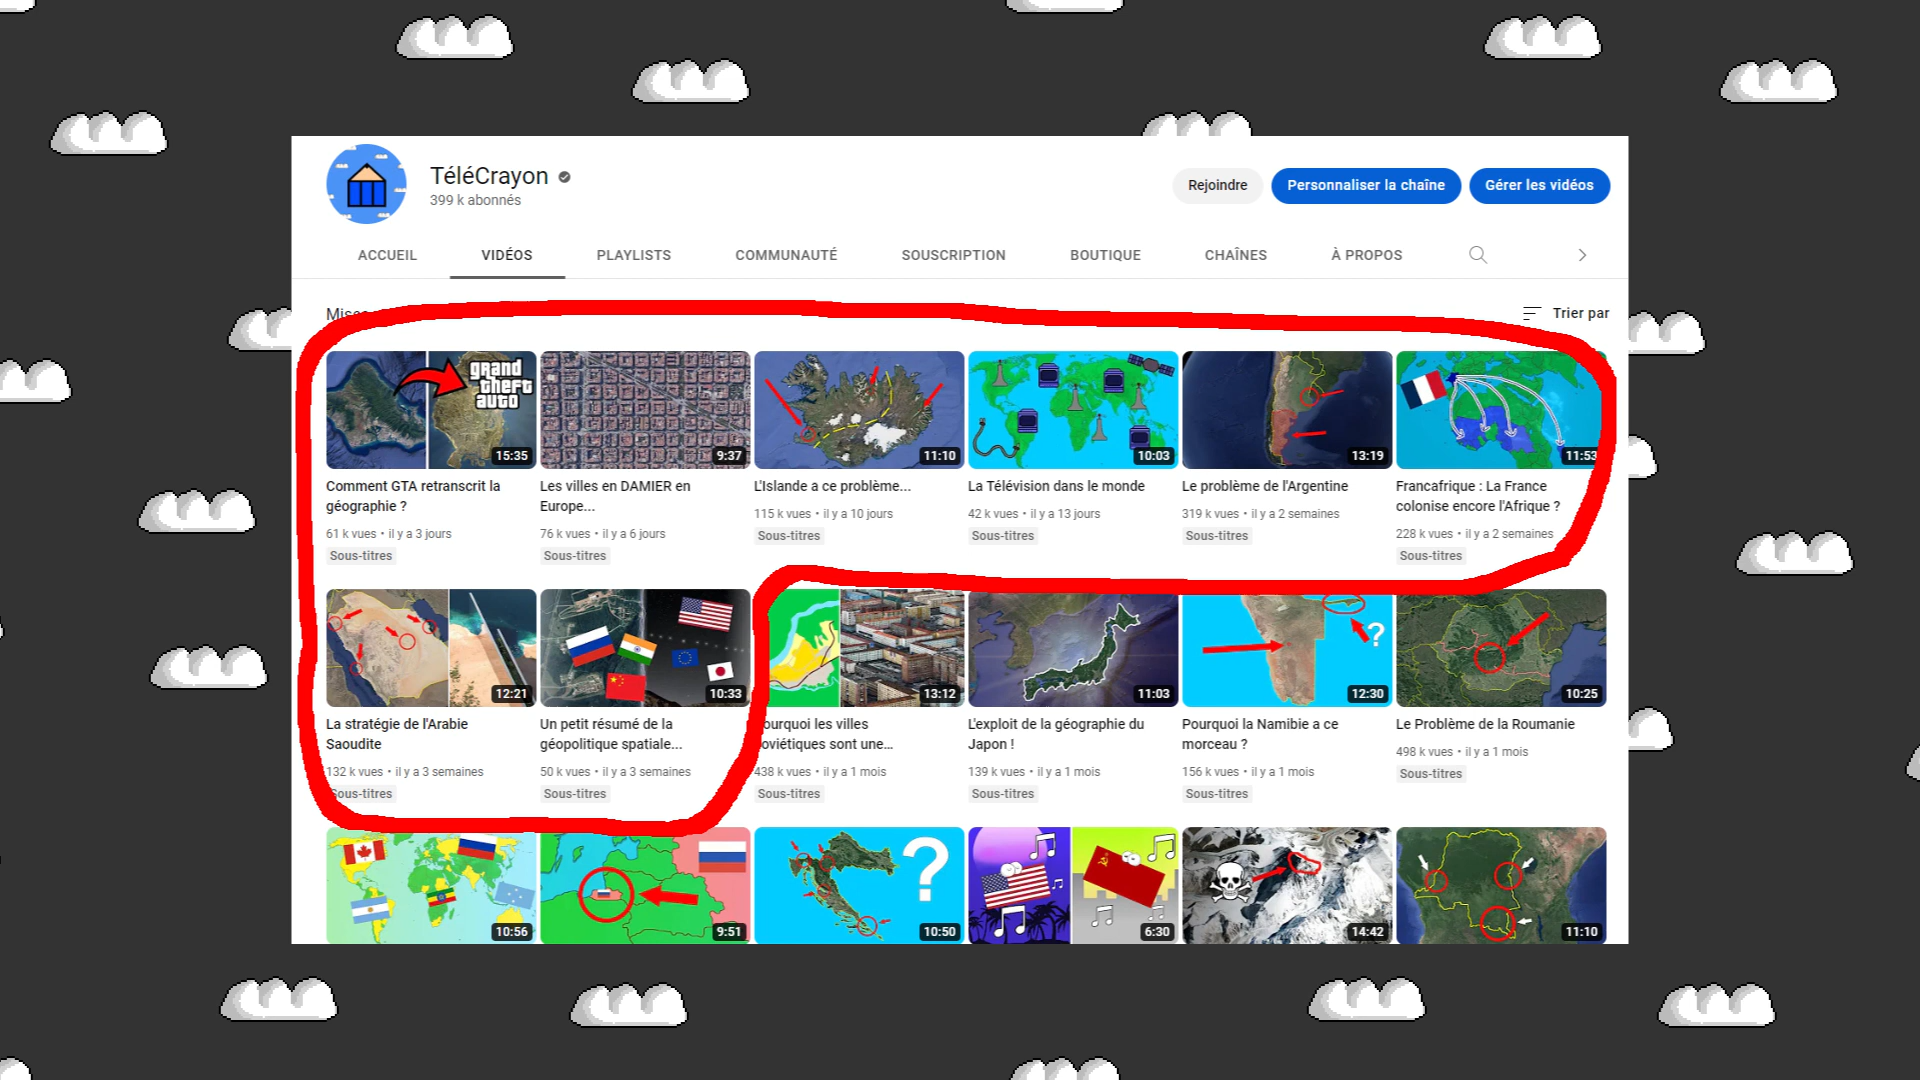 TéléCrayon
399 k abonnés
Rejoindre
Personnaliser la chaîne
Gérer les vidéos
ACCUEIL
VIDÉOS
PLAYLISTS
COMMUNAUTÉ
SOUSCRIPTION
BOUTIQUE
CHAÎNES
À PROPOS
Trier par
grand
theft
auto
15:35
9:37
11:10
10:03
13:19
11:53
Comment GTA retranscrit la
géographie ?
61 k vues • il y a 3 jours
Sous-titres
Les villes en DAMIER en
Europe...
76 k vues • il y a 6 jours
Sous-titres
L'Islande a ce problème...
115 k vues • il y a 10 jours
Sous-titres
La Télévision dans le monde
42 k vues • il y a 13 jours
Sous-titres
Le problème de l'Argentine
319 k vues • il y a 2 semaines
Sous-titres
Francafrique : La France
colonise encore l'Afrique ?
228 k vues • il y a 2 semaines
Sous-titres
?
12:21
10:33
13:12
11:03
12:30
10:25
La stratégie de l'Arabie
Saoudite
132 k vues • il y a 3 semaines
Sous-titres
Un petit résumé de la
géopolitique spatiale...
50 k vues • il y a 3 semaines
Sous-titres
ourquoi les villes
oviétiques sont une...
438 k vues • il y a 1 mois
Sous-titres
L'exploit de la géographie du
Japon !
139 k vues • il y a 1 mois
Sous-titres
Pourquoi la Namibie a ce
morceau ?
156 k vues • il y a 1 mois
Sous-titres
Le Problème de la Roumanie
498 k vues • il y a 1 mois
Sous-titres
?
10:56
9:51
10:50
6:30
14:42
11:10